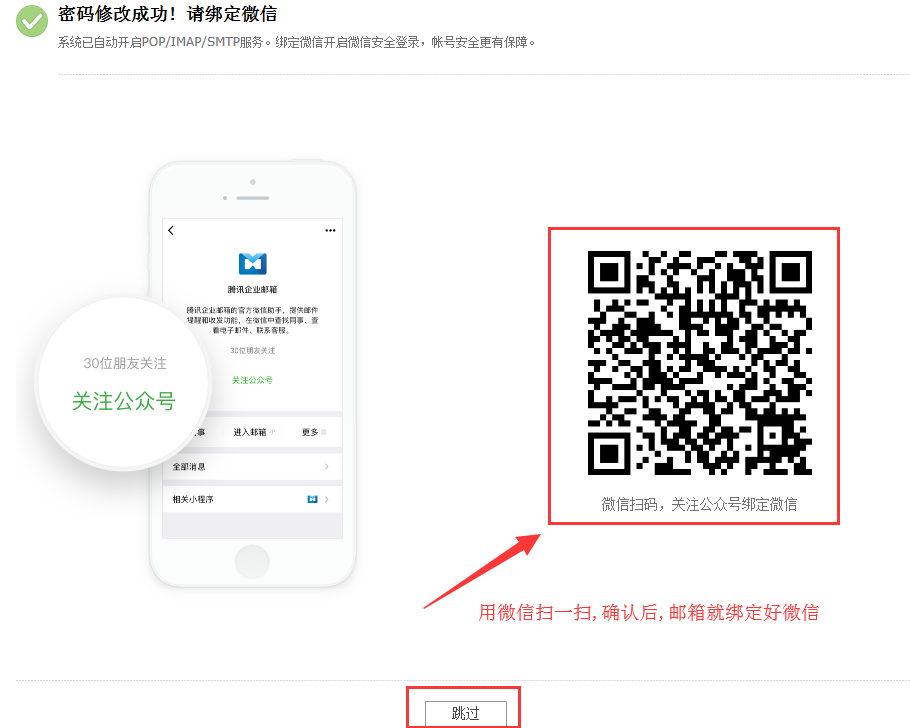 密码修改成功！请绑定微信
系统已自动开启POP/IMAP/SMTP服务。绑定微信开启微信安全登录，帐号安全更有保障。
腾讯企业邮箱
腾讯企业邮箱的官方微信助手，提供邮件
提醒和收发功能，在微信中查找同事、查
看电子邮件、联系客服。
30位朋友关注
关注公众号
30位朋友关注
关注公众号
事
进入邮箱
更多
全部消息
相关小程序
微信扫码，关注公众号绑定微信
用微信扫一扫,确认后,邮箱就绑定好微信
跳过